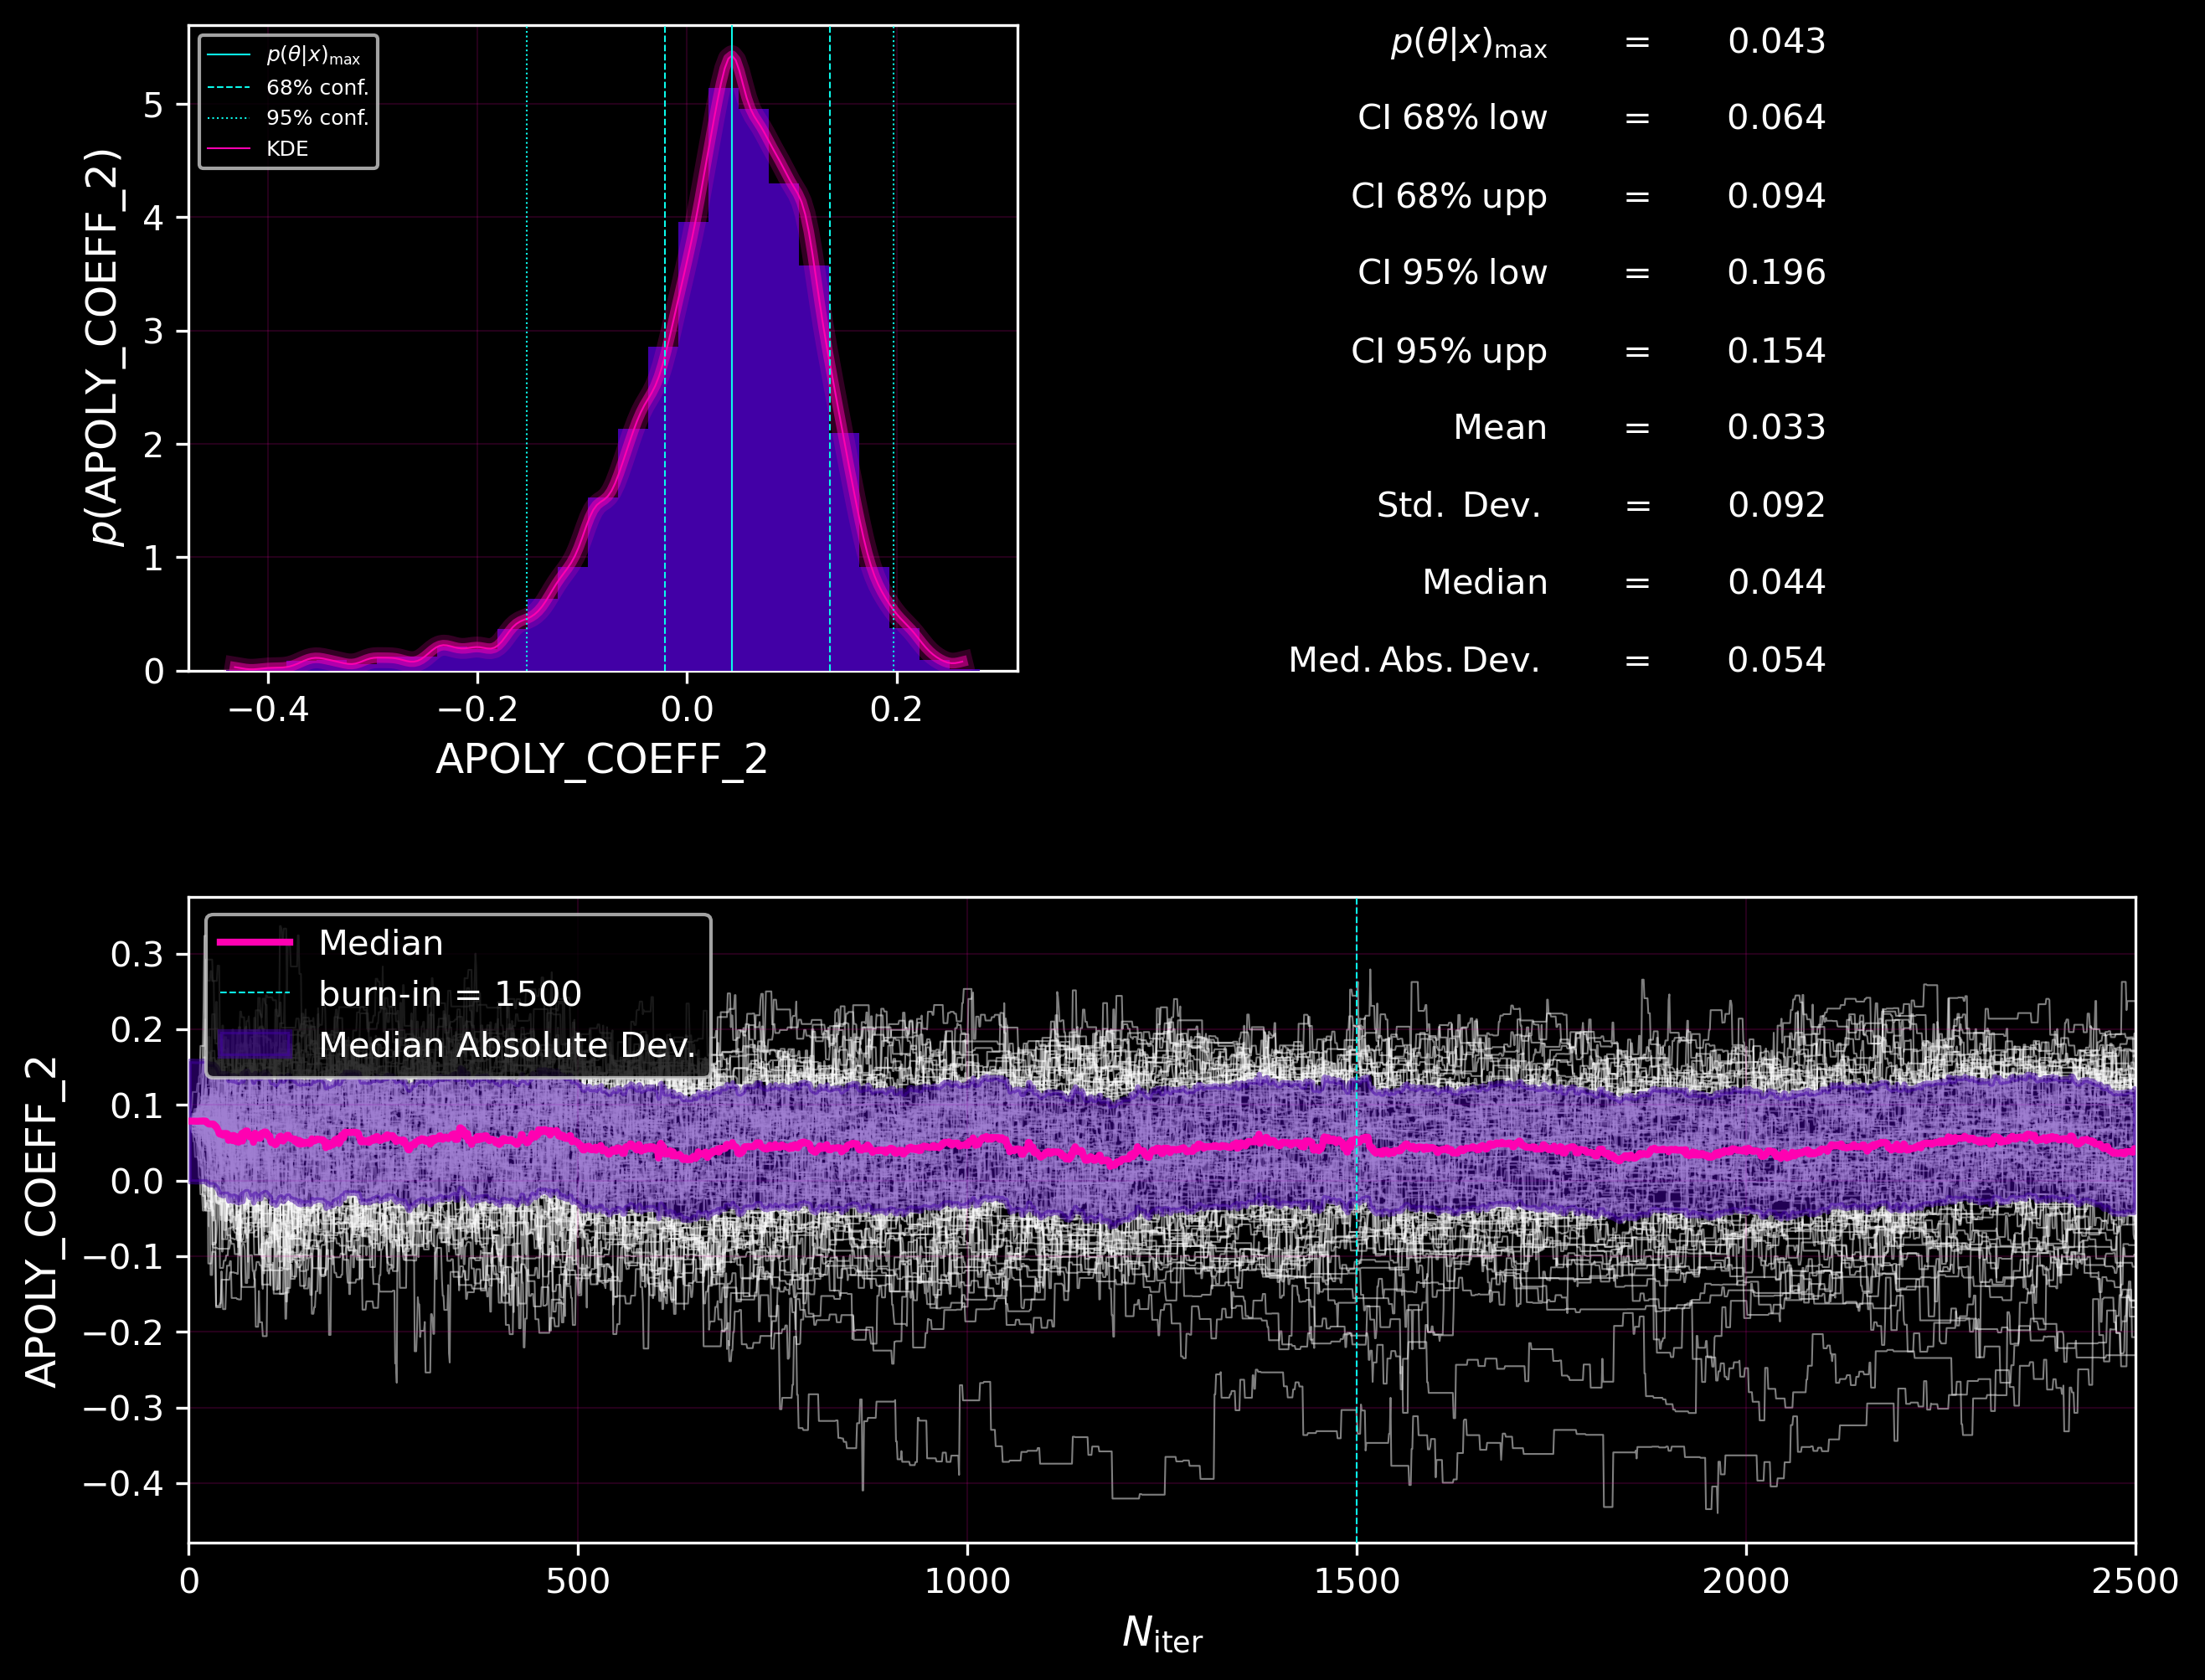 p(θ|x)max
68% conf.
95% conf.
KDE
p(θ|x)max = 0.043
CI 68% low = 0.064
CI 68% upp = 0.094
CI 95% low = 0.196
CI 95% upp = 0.154
Mean = 0.033
Std. Dev. = 0.092
Median = 0.044
Med. Abs. Dev. = 0.054
p(APOLY_COEFF_2)
5
4
3
2
1
0
−0.4 −0.2 0.0 0.2
APOLY_COEFF_2
Median
burn-in = 1500
Median Absolute Dev.
APOLY_COEFF_2
0.3
0.2
0.1
0.0
−0.1
−0.2
−0.3
−0.4
0 500 1000 1500 2000 2500
Niter